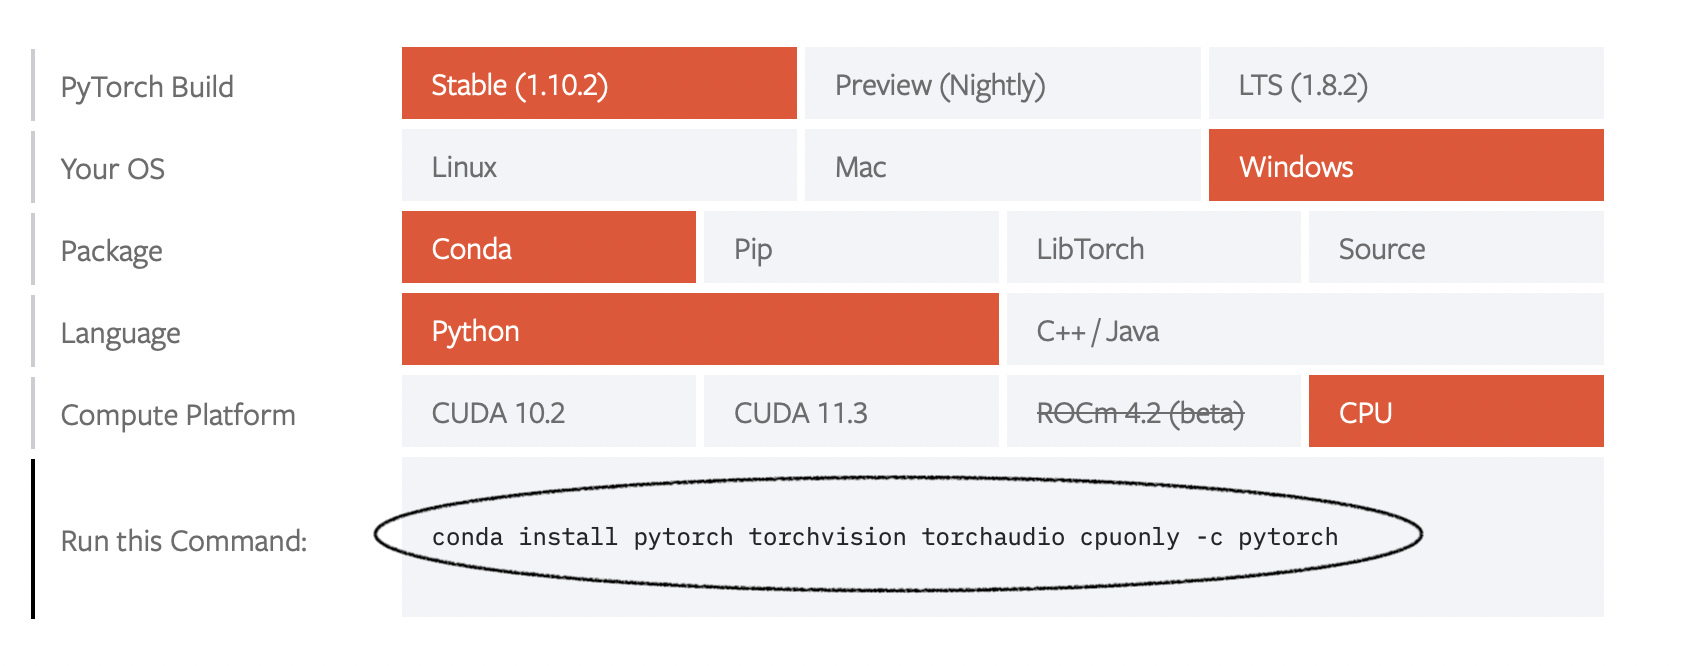 PyTorch Build Stable (1.10.2) Preview (Nightly) LTS (1.8.2)
Your OS Linux Mac Windows
Package Conda Pip LibTorch Source
Language Python C++ / Java
Compute Platform CUDA 10.2 CUDA 11.3 ROCm 4.2 (beta) CPU
Run this Command: conda install pytorch torchvision torchaudio cpuonly -c pytorch